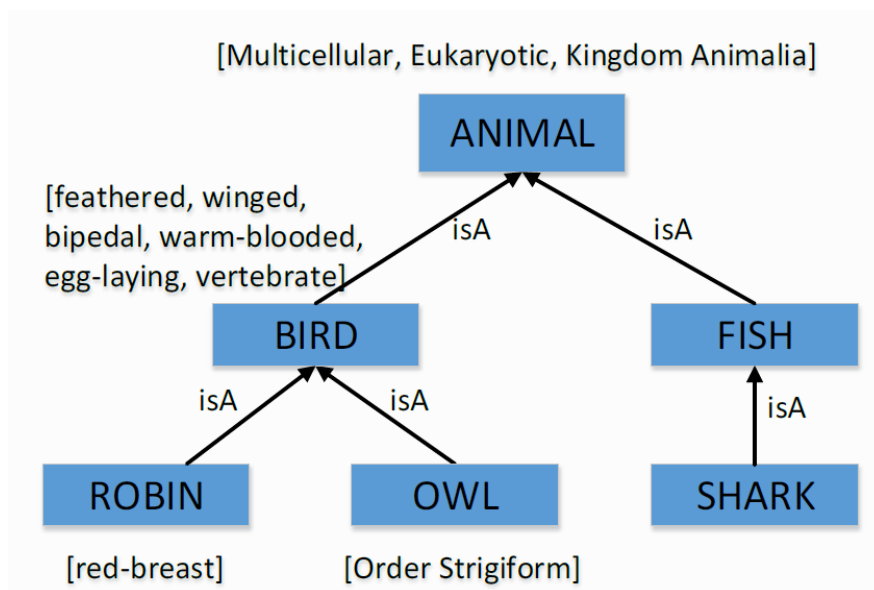 [Multicellular, Eukaryotic, Kingdom Animalia]
ANIMAL
[feathered, winged,
bipedal, warm-blooded,
egg-laying, vertebrate]
isA
isA
BIRD
FISH
isA
isA
isA
ROBIN
OWL
SHARK
[red-breast]
[Order Strigiform]